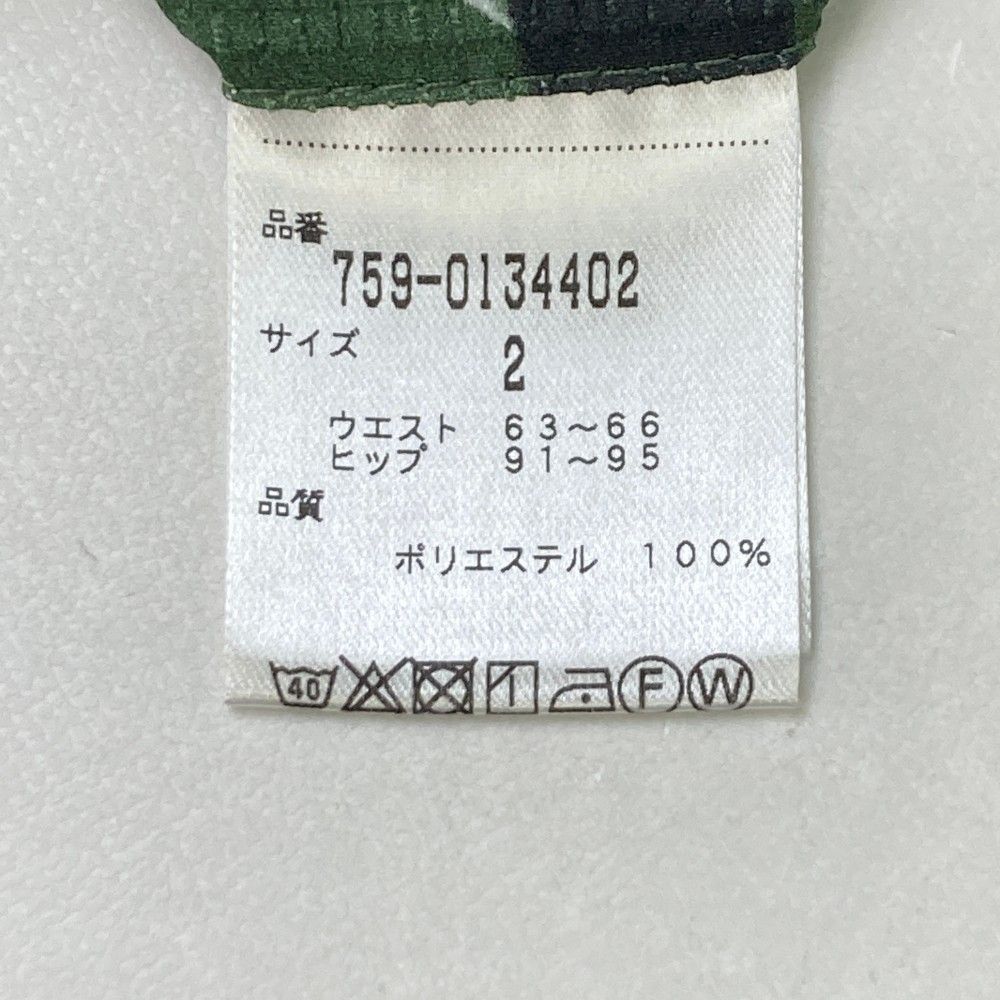 品番
759-0134402
サイズ
2
ウエスト 63〜66
ヒップ 91〜95
品質
ポリエステル 100%
40 F W